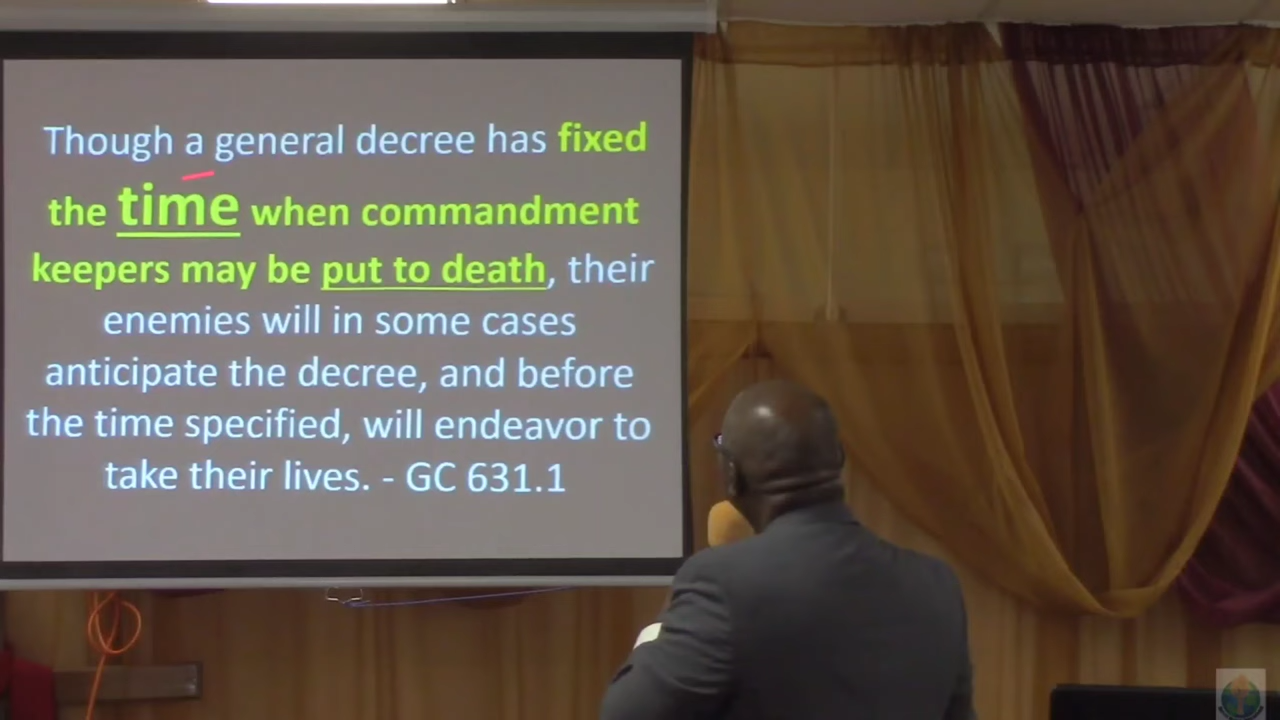 Though a general decree has fixed
the time when commandment
keepers may be put to death, their
enemies will in some cases
anticipate the decree, and before
the time specified, will endeavor to
take their lives. - GC 631.1